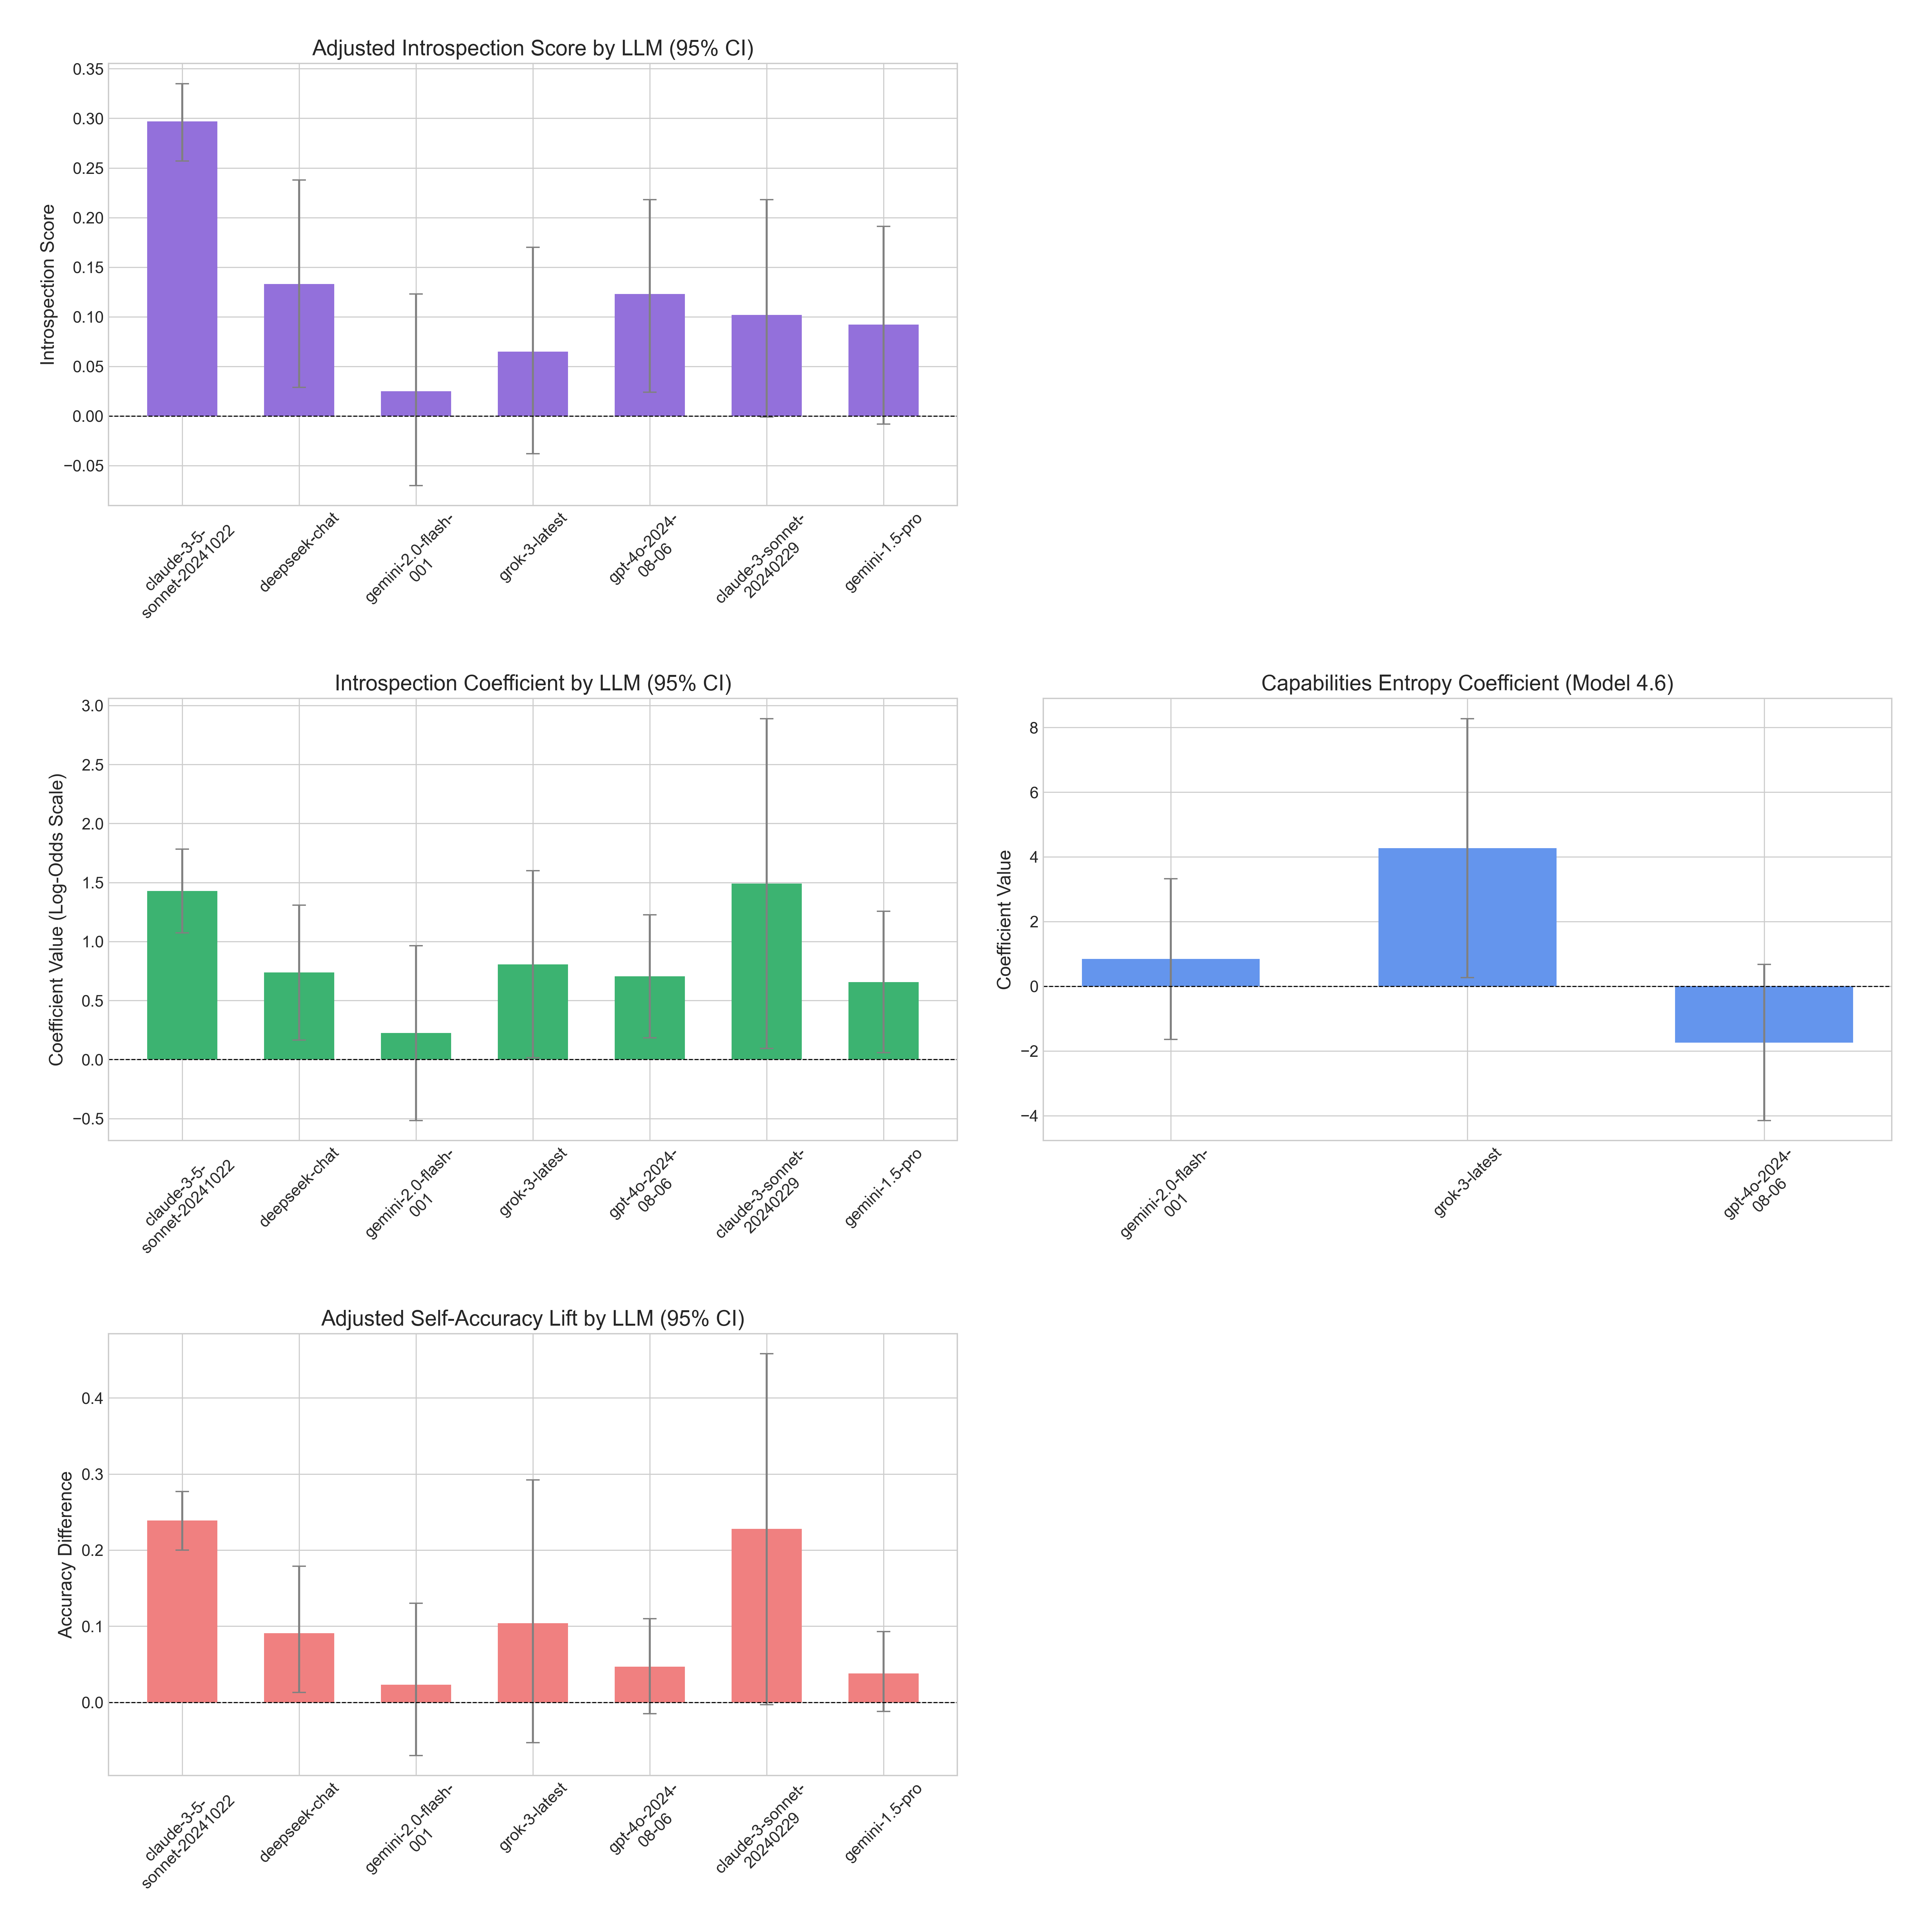 Adjusted Introspection Score by LLM (95% CI)
Introspection Score
0.35
0.30
0.25
0.20
0.15
0.10
0.05
0.00
−0.05
claude-3-5-
sonnet-20241022
deepseek-chat
gemini-2.0-flash-
001
grok-3-latest
gpt-4o-2024-
08-06
claude-3-sonnet-
20240229
gemini-1.5-pro
Introspection Coefficient by LLM (95% CI)
Coefficient Value (Log-Odds Scale)
3.0
2.5
2.0
1.5
1.0
0.5
0.0
−0.5
claude-3-5-
sonnet-20241022
deepseek-chat
gemini-2.0-flash-
001
grok-3-latest
gpt-4o-2024-
08-06
claude-3-sonnet-
20240229
gemini-1.5-pro
Capabilities Entropy Coefficient (Model 4.6)
Coefficient Value
8
6
4
2
0
−2
−4
gemini-2.0-flash-
001
grok-3-latest
gpt-4o-2024-
08-06
Adjusted Self-Accuracy Lift by LLM (95% CI)
Accuracy Difference
0.4
0.3
0.2
0.1
0.0
claude-3-5-
sonnet-20241022
deepseek-chat
gemini-2.0-flash-
001
grok-3-latest
gpt-4o-2024-
08-06
claude-3-sonnet-
20240229
gemini-1.5-pro